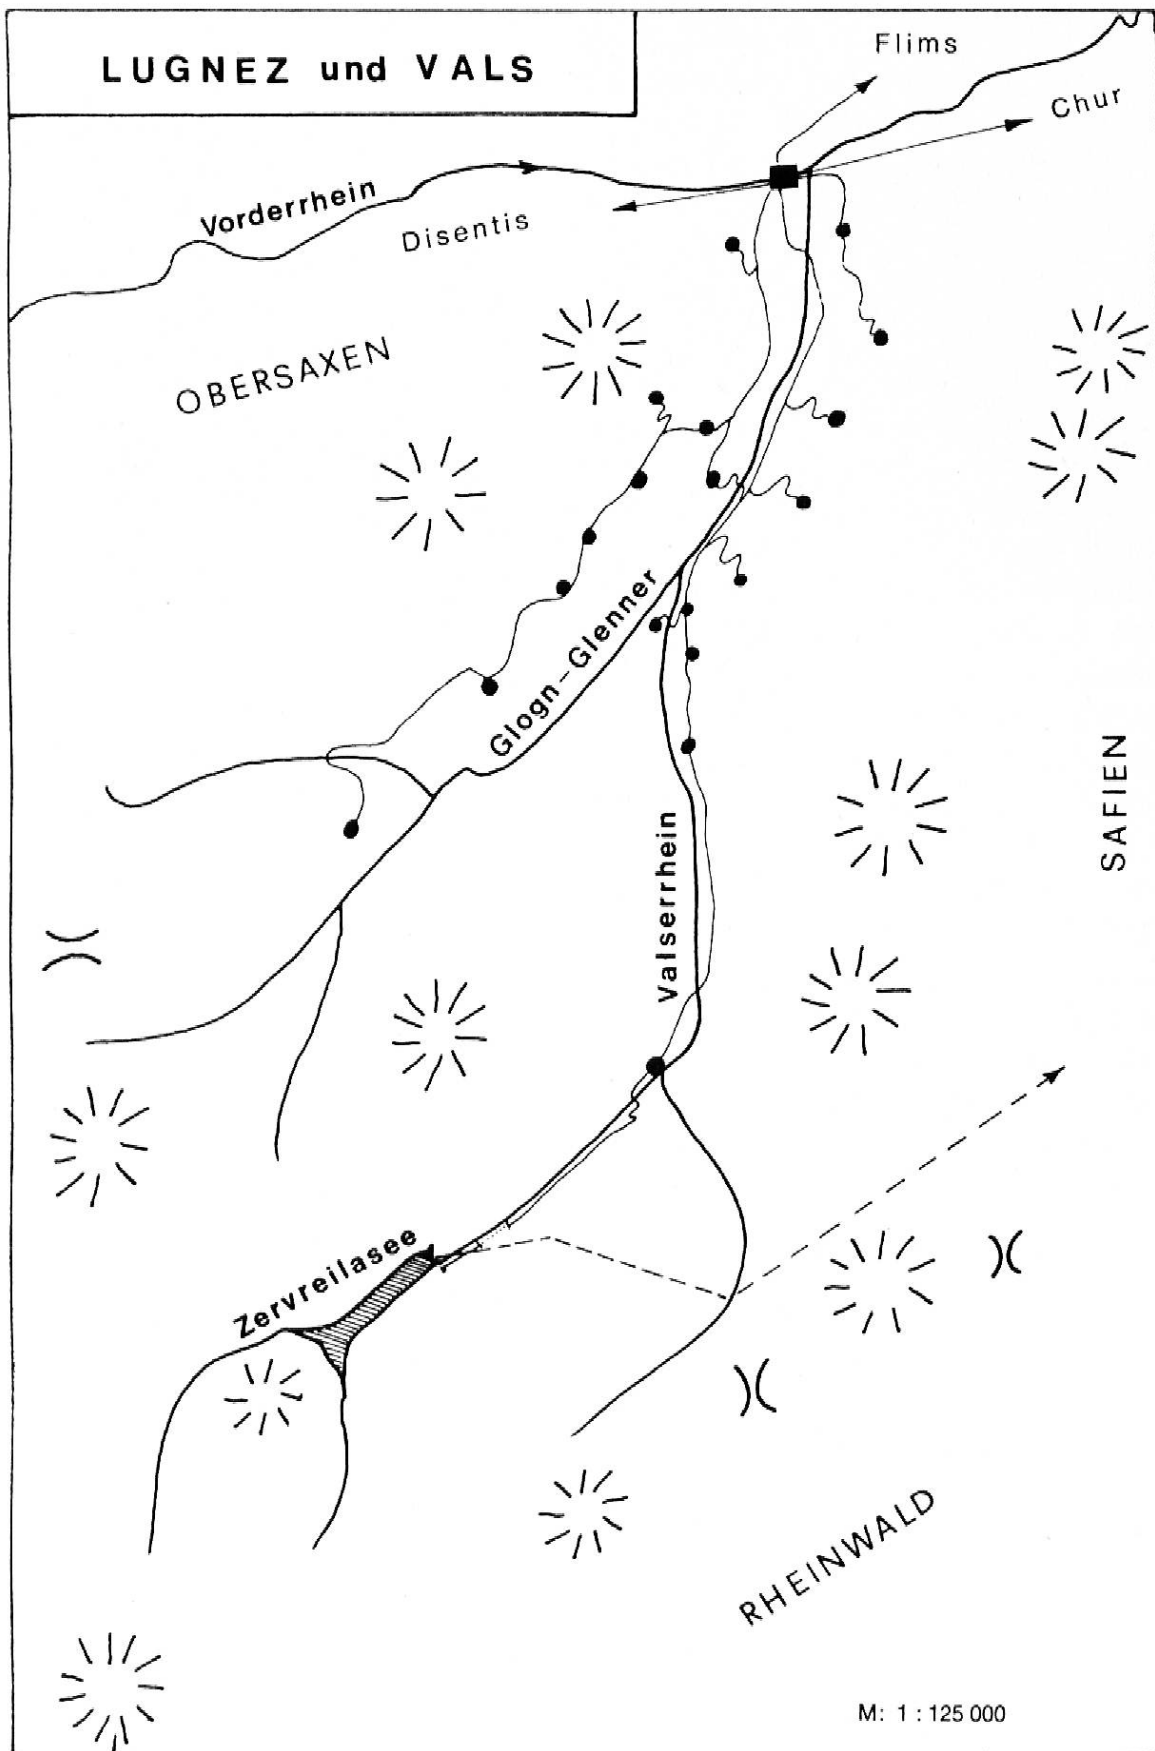 LUGNEZ und VALS
Flims
Chur
Vorderrhein
Disentis
OBERSAXEN
Glogn-Glenner
SAFIEN
Valserrhein
Zervreilasee
RHEINWALD
M: 1 : 125 000